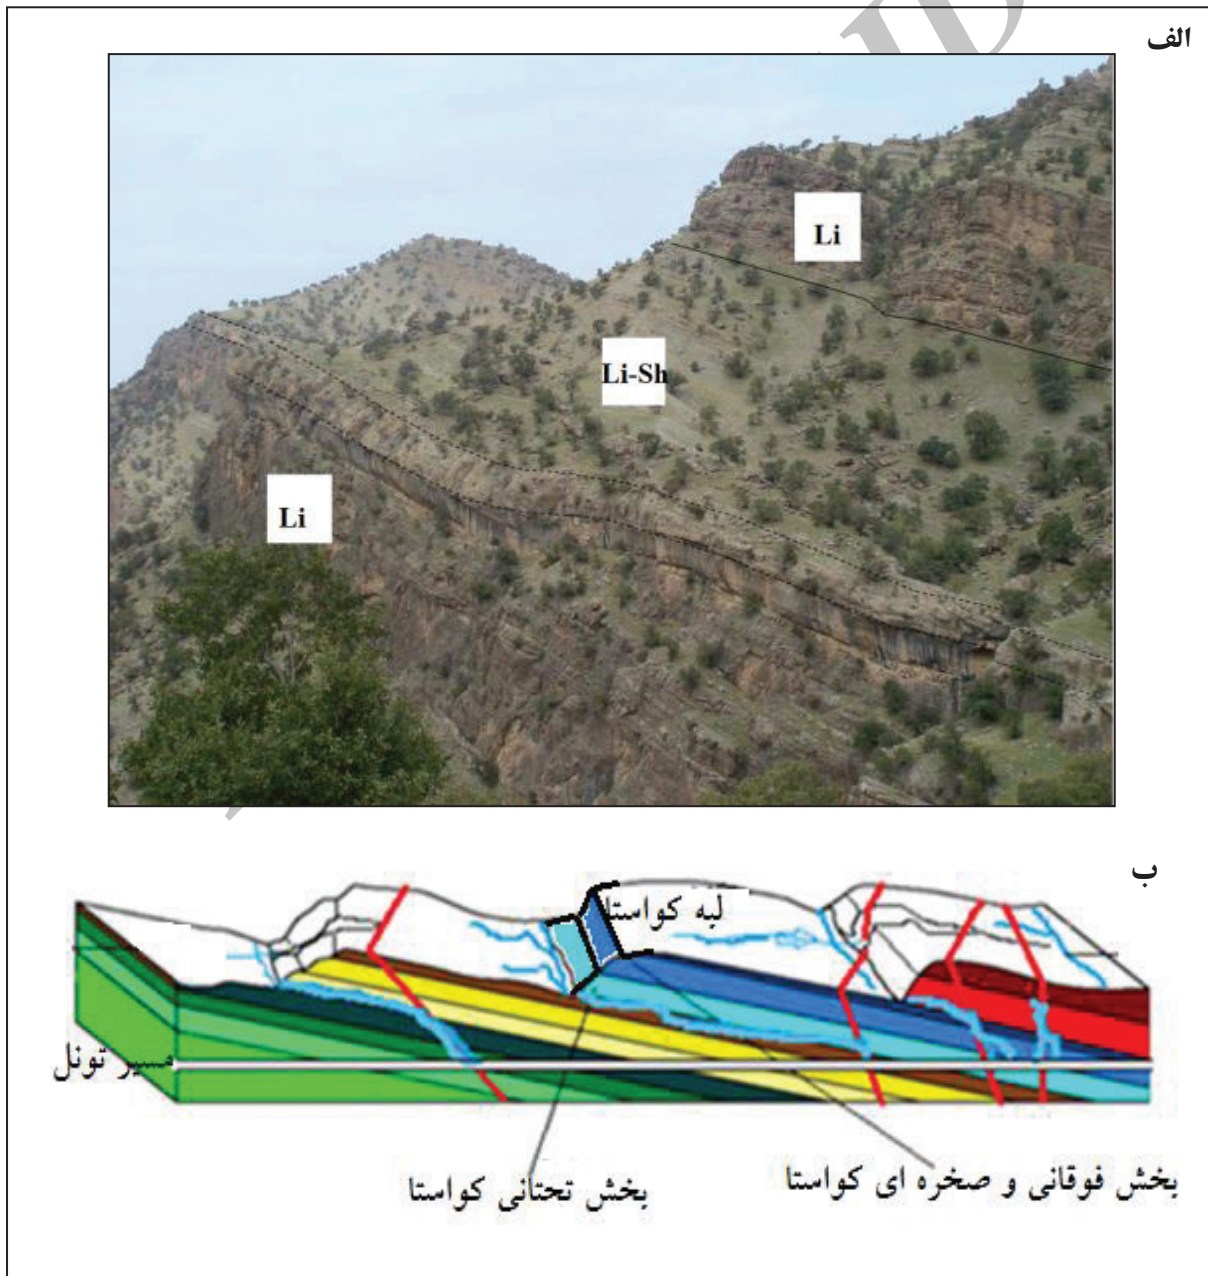 الف
Li
Li-Sh
Li
ب
لبه کواستا
مسیر تونل
بخش تحتانی کواستا
بخش فوقانی و صخره ای کواستا